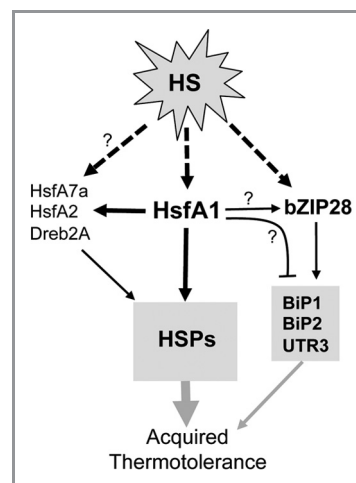 HS
?
HsfA7a
HsfA2
Dreb2A
HsfA1
?
bZIP28
?
HSPs
BiP1
BiP2
UTR3
Acquired
Thermotolerance